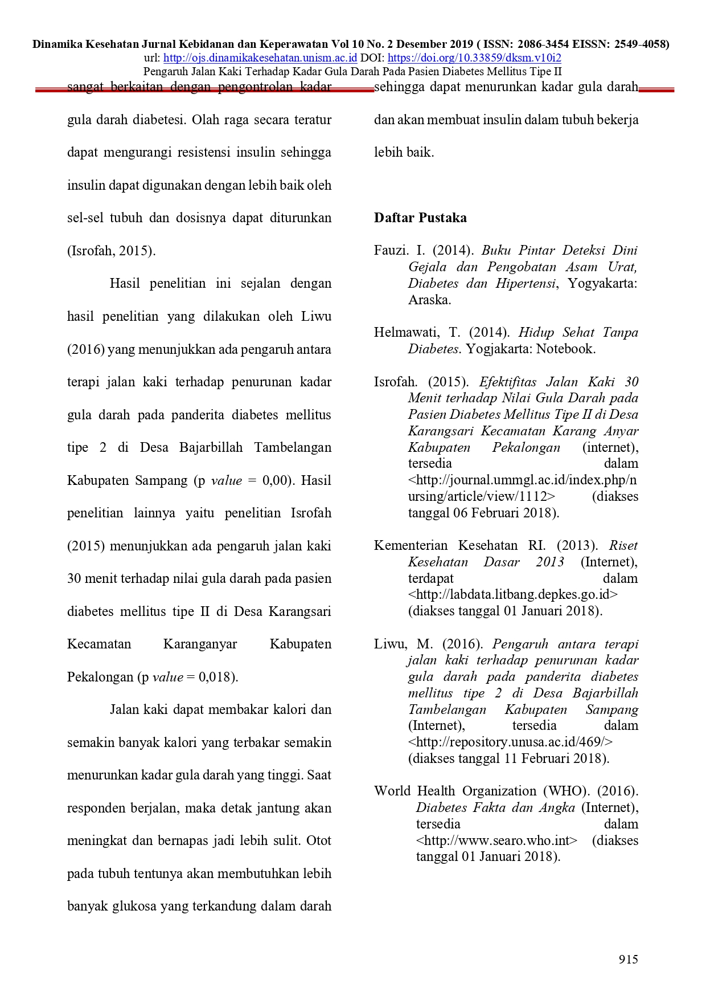 Dinamika Kesehatan Jurnal Kebidanan dan Keperawatan Vol 10 No. 2 Desember 2019 ( ISSN: 2086-3454 EISSN: 2549-4058)
url: http://ojs.dinamikakesehatan.unism.ac.id DOI: https://doi.org/10.33859/dksm.v10i2
Pengaruh Jalan Kaki Terhadap Kadar Gula Darah Pada Pasien Diabetes Mellitus Tipe II
sangat berkaitan dengan pengontrolan kadar
gula darah diabetesi. Olah raga secara teratur
dapat mengurangi resistensi insulin sehingga
insulin dapat digunakan dengan lebih baik oleh
sel-sel tubuh dan dosisnya dapat diturunkan
(Isrofah, 2015).
Hasil penelitian ini sejalan dengan
hasil penelitian yang dilakukan oleh Liwu
(2016) yang menunjukkan ada pengaruh antara
terapi jalan kaki terhadap penurunan kadar
gula darah pada panderita diabetes mellitus
tipe 2 di Desa Bajarbillah Tambelangan
Kabupaten Sampang (p value = 0,00). Hasil
penelitian lainnya yaitu penelitian Isrofah
(2015) menunjukkan ada pengaruh jalan kaki
30 menit terhadap nilai gula darah pada pasien
diabetes mellitus tipe II di Desa Karangsari
Kecamatan Karanganyar Kabupaten
Pekalongan (p value = 0,018).
Jalan kaki dapat membakar kalori dan
semakin banyak kalori yang terbakar semakin
menurunkan kadar gula darah yang tinggi. Saat
responden berjalan, maka detak jantung akan
meningkat dan bernapas jadi lebih sulit. Otot
pada tubuh tentunya akan membutuhkan lebih
banyak glukosa yang terkandung dalam darah
sehingga dapat menurunkan kadar gula darah
dan akan membuat insulin dalam tubuh bekerja
lebih baik.
Daftar Pustaka
Fauzi. I. (2014). Buku Pintar Deteksi Dini
Gejala dan Pengobatan Asam Urat,
Diabetes dan Hipertensi, Yogyakarta:
Araska.
Helmawati, T. (2014). Hidup Sehat Tanpa
Diabetes. Yogjakarta: Notebook.
Isrofah. (2015). Efektifitas Jalan Kaki 30
Menit terhadap Nilai Gula Darah pada
Pasien Diabetes Mellitus Tipe II di Desa
Karangsari Kecamatan Karang Anyar
Kabupaten Pekalongan (internet),
tersedia dalam
<http://journal.ummgl.ac.id/index.php/n
ursing/article/view/1112> (diakses
tanggal 06 Februari 2018).
Kementerian Kesehatan RI. (2013). Riset
Kesehatan Dasar 2013 (Internet),
terdapat dalam
<http://labdata.litbang.depkes.go.id>
(diakses tanggal 01 Januari 2018).
Liwu, M. (2016). Pengaruh antara terapi
jalan kaki terhadap penurunan kadar
gula darah pada panderita diabetes
mellitus tipe 2 di Desa Bajarbillah
Tambelangan Kabupaten Sampang
(Internet), tersedia dalam
<http://repository.unusa.ac.id/469/>
(diakses tanggal 11 Februari 2018).
World Health Organization (WHO). (2016).
Diabetes Fakta dan Angka (Internet),
tersedia dalam
<http://www.searo.who.int> (diakses
tanggal 01 Januari 2018).
915